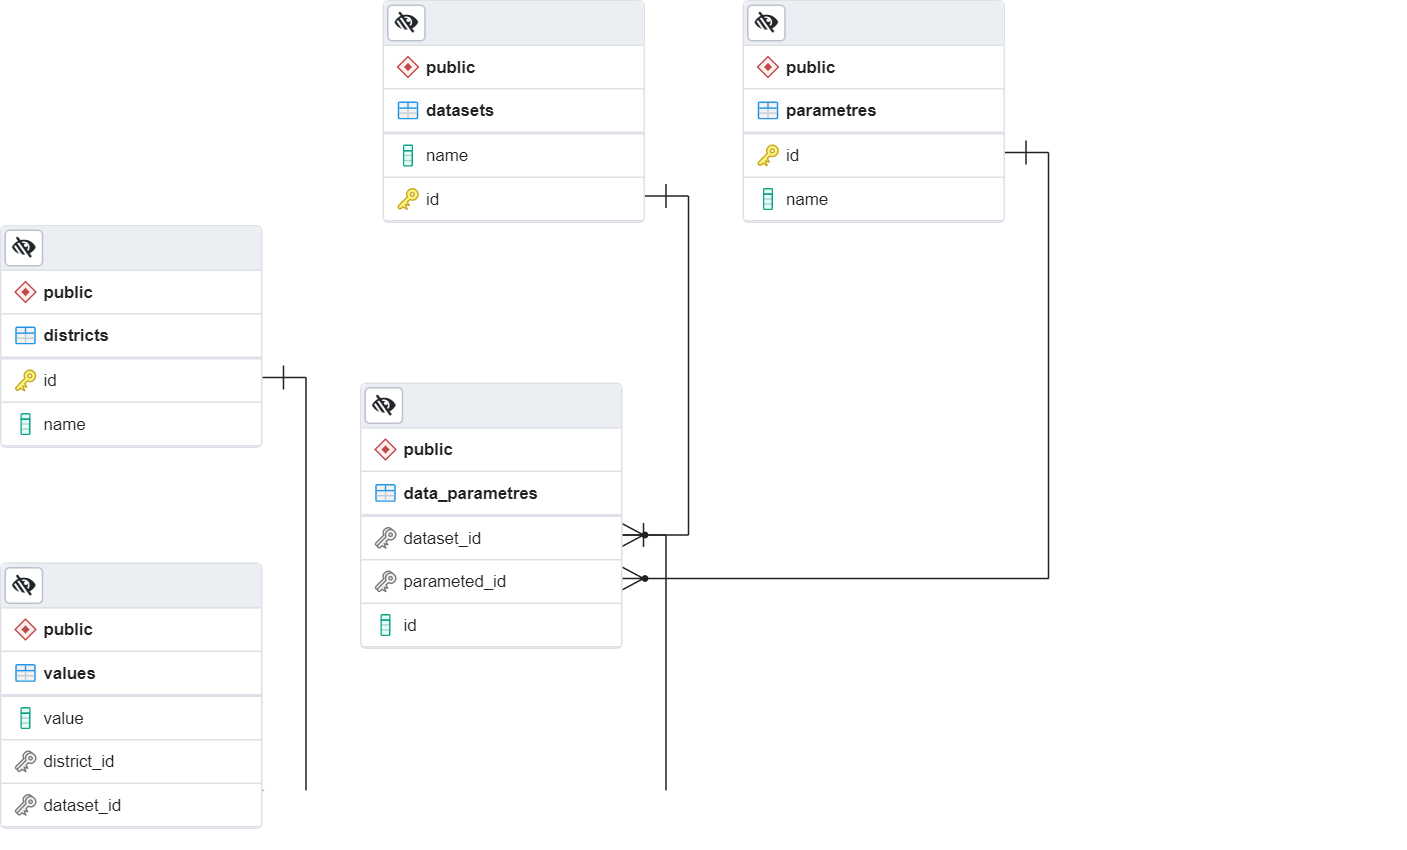 public
datasets
name
id
public
parametres
id
name
public
districts
id
name
public
data_parametres
dataset_id
parameted_id
id
public
values
value
district_id
dataset_id